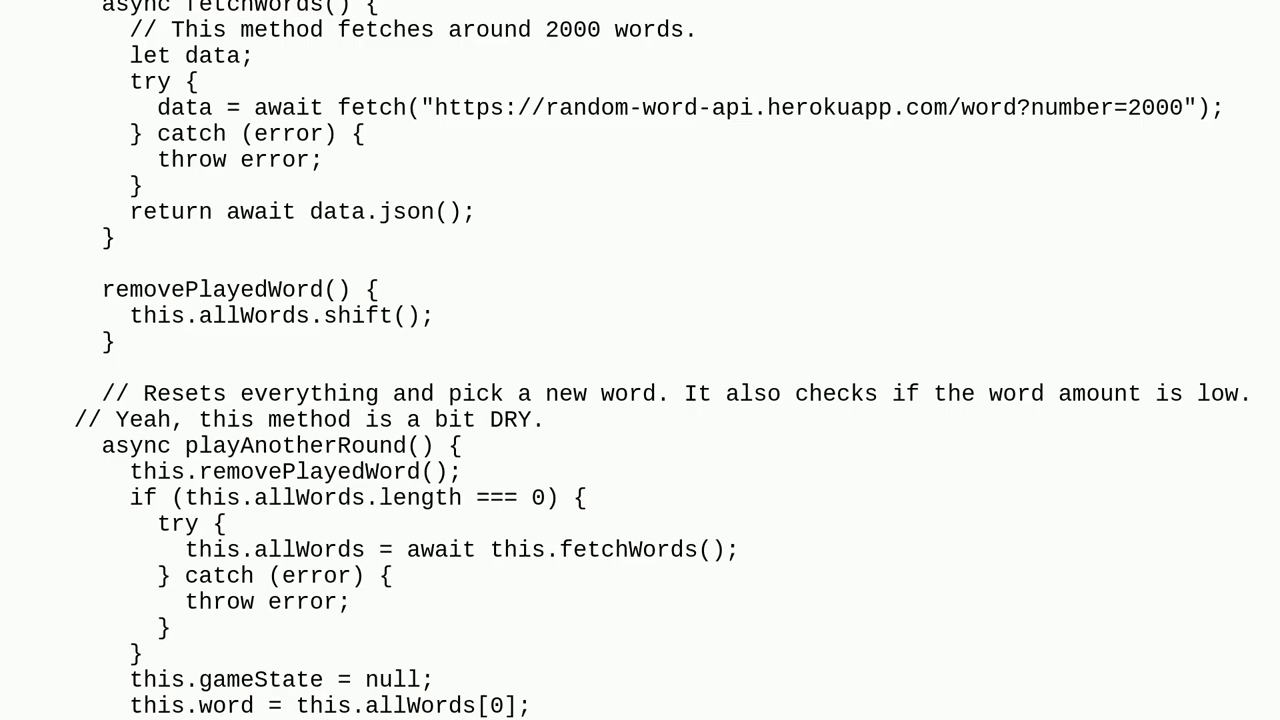 async fetchWords() {
// This method fetches around 2000 words.
let data;
try {
data = await fetch("https://random-word-api.herokuapp.com/word?number=2000");
} catch (error) {
throw error;
}
return await data.json();
}
removePlayedWord() {
this.allWords.shift();
}
// Resets everything and pick a new word. It also checks if the word amount is low.
// Yeah, this method is a bit DRY.
async playAnotherRound() {
this.removePlayedWord();
if (this.allWords.length === 0) {
try {
this.allWords = await this.fetchWords();
} catch (error) {
throw error;
}
}
this.gameState = null;
this.word = this.allWords[0];